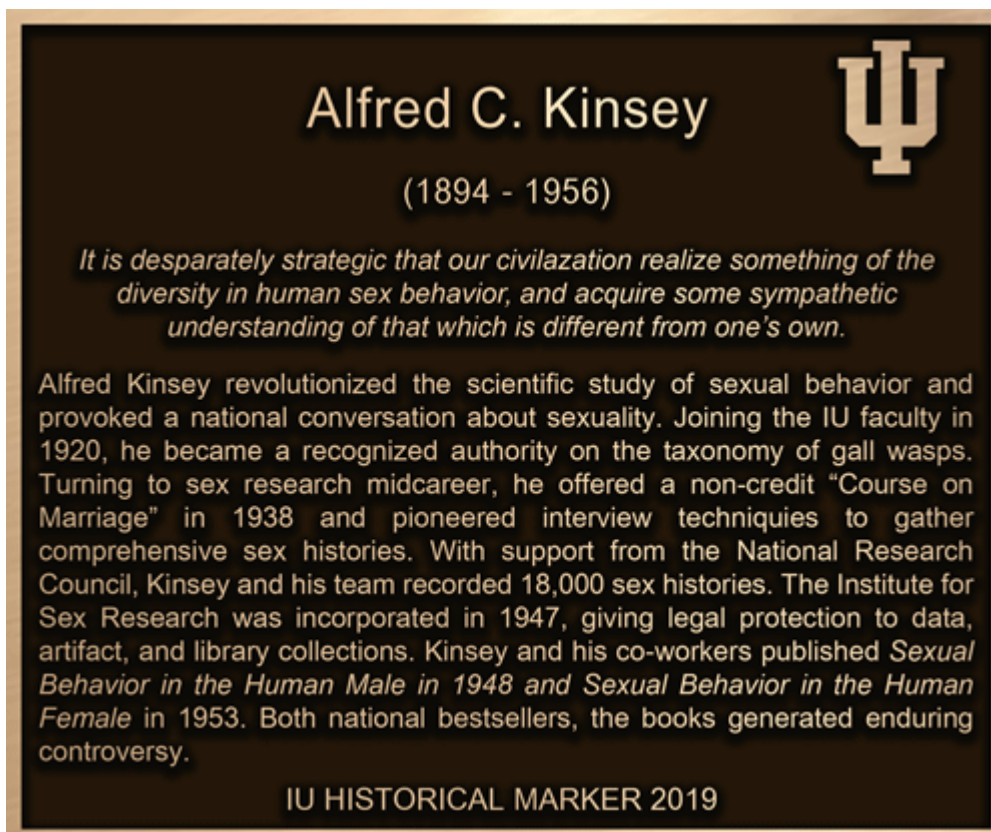 Alfred C. Kinsey
(1894 - 1956)
It is desparately strategic that our civilazation realize something of the
diversity in human sex behavior, and acquire some sympathetic
understanding of that which is different from one's own.
Alfred Kinsey revolutionized the scientific study of sexual behavior and
provoked a national conversation about sexuality. Joining the IU faculty in
1920, he became a recognized authority on the taxonomy of gall wasps.
Turning to sex research midcareer, he offered a non-credit “Course on
Marriage” in 1938 and pioneered interview techniquies to gather
comprehensive sex histories. With support from the National Research
Council, Kinsey and his team recorded 18,000 sex histories. The Institute for
Sex Research was incorporated in 1947, giving legal protection to data,
artifact, and library collections. Kinsey and his co-workers published Sexual
Behavior in the Human Male in 1948 and Sexual Behavior in the Human
Female in 1953. Both national bestsellers, the books generated enduring
controversy.
IU HISTORICAL MARKER 2019